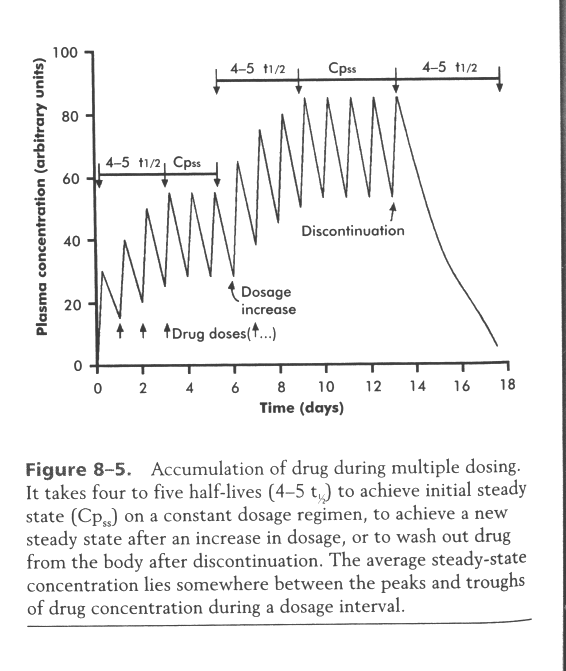 100
80
60
40
20
0
Plasma concentration (arbitrary units)
4–5 t1/2
Cpss
4–5 t1/2
4–5 t1/2
Cpss
Discontinuation
Dosage
increase
Drug doses(↑...)
0 2 4 6 8 10 12 14 16 18
Time (days)
Figure 8–5. Accumulation of drug during multiple dosing.
It takes four to five half-lives (4–5 t½) to achieve initial steady
state (Cpss) on a constant dosage regimen, to achieve a new
steady state after an increase in dosage, or to wash out drug
from the body after discontinuation. The average steady-state
concentration lies somewhere between the peaks and troughs
of drug concentration during a dosage interval.